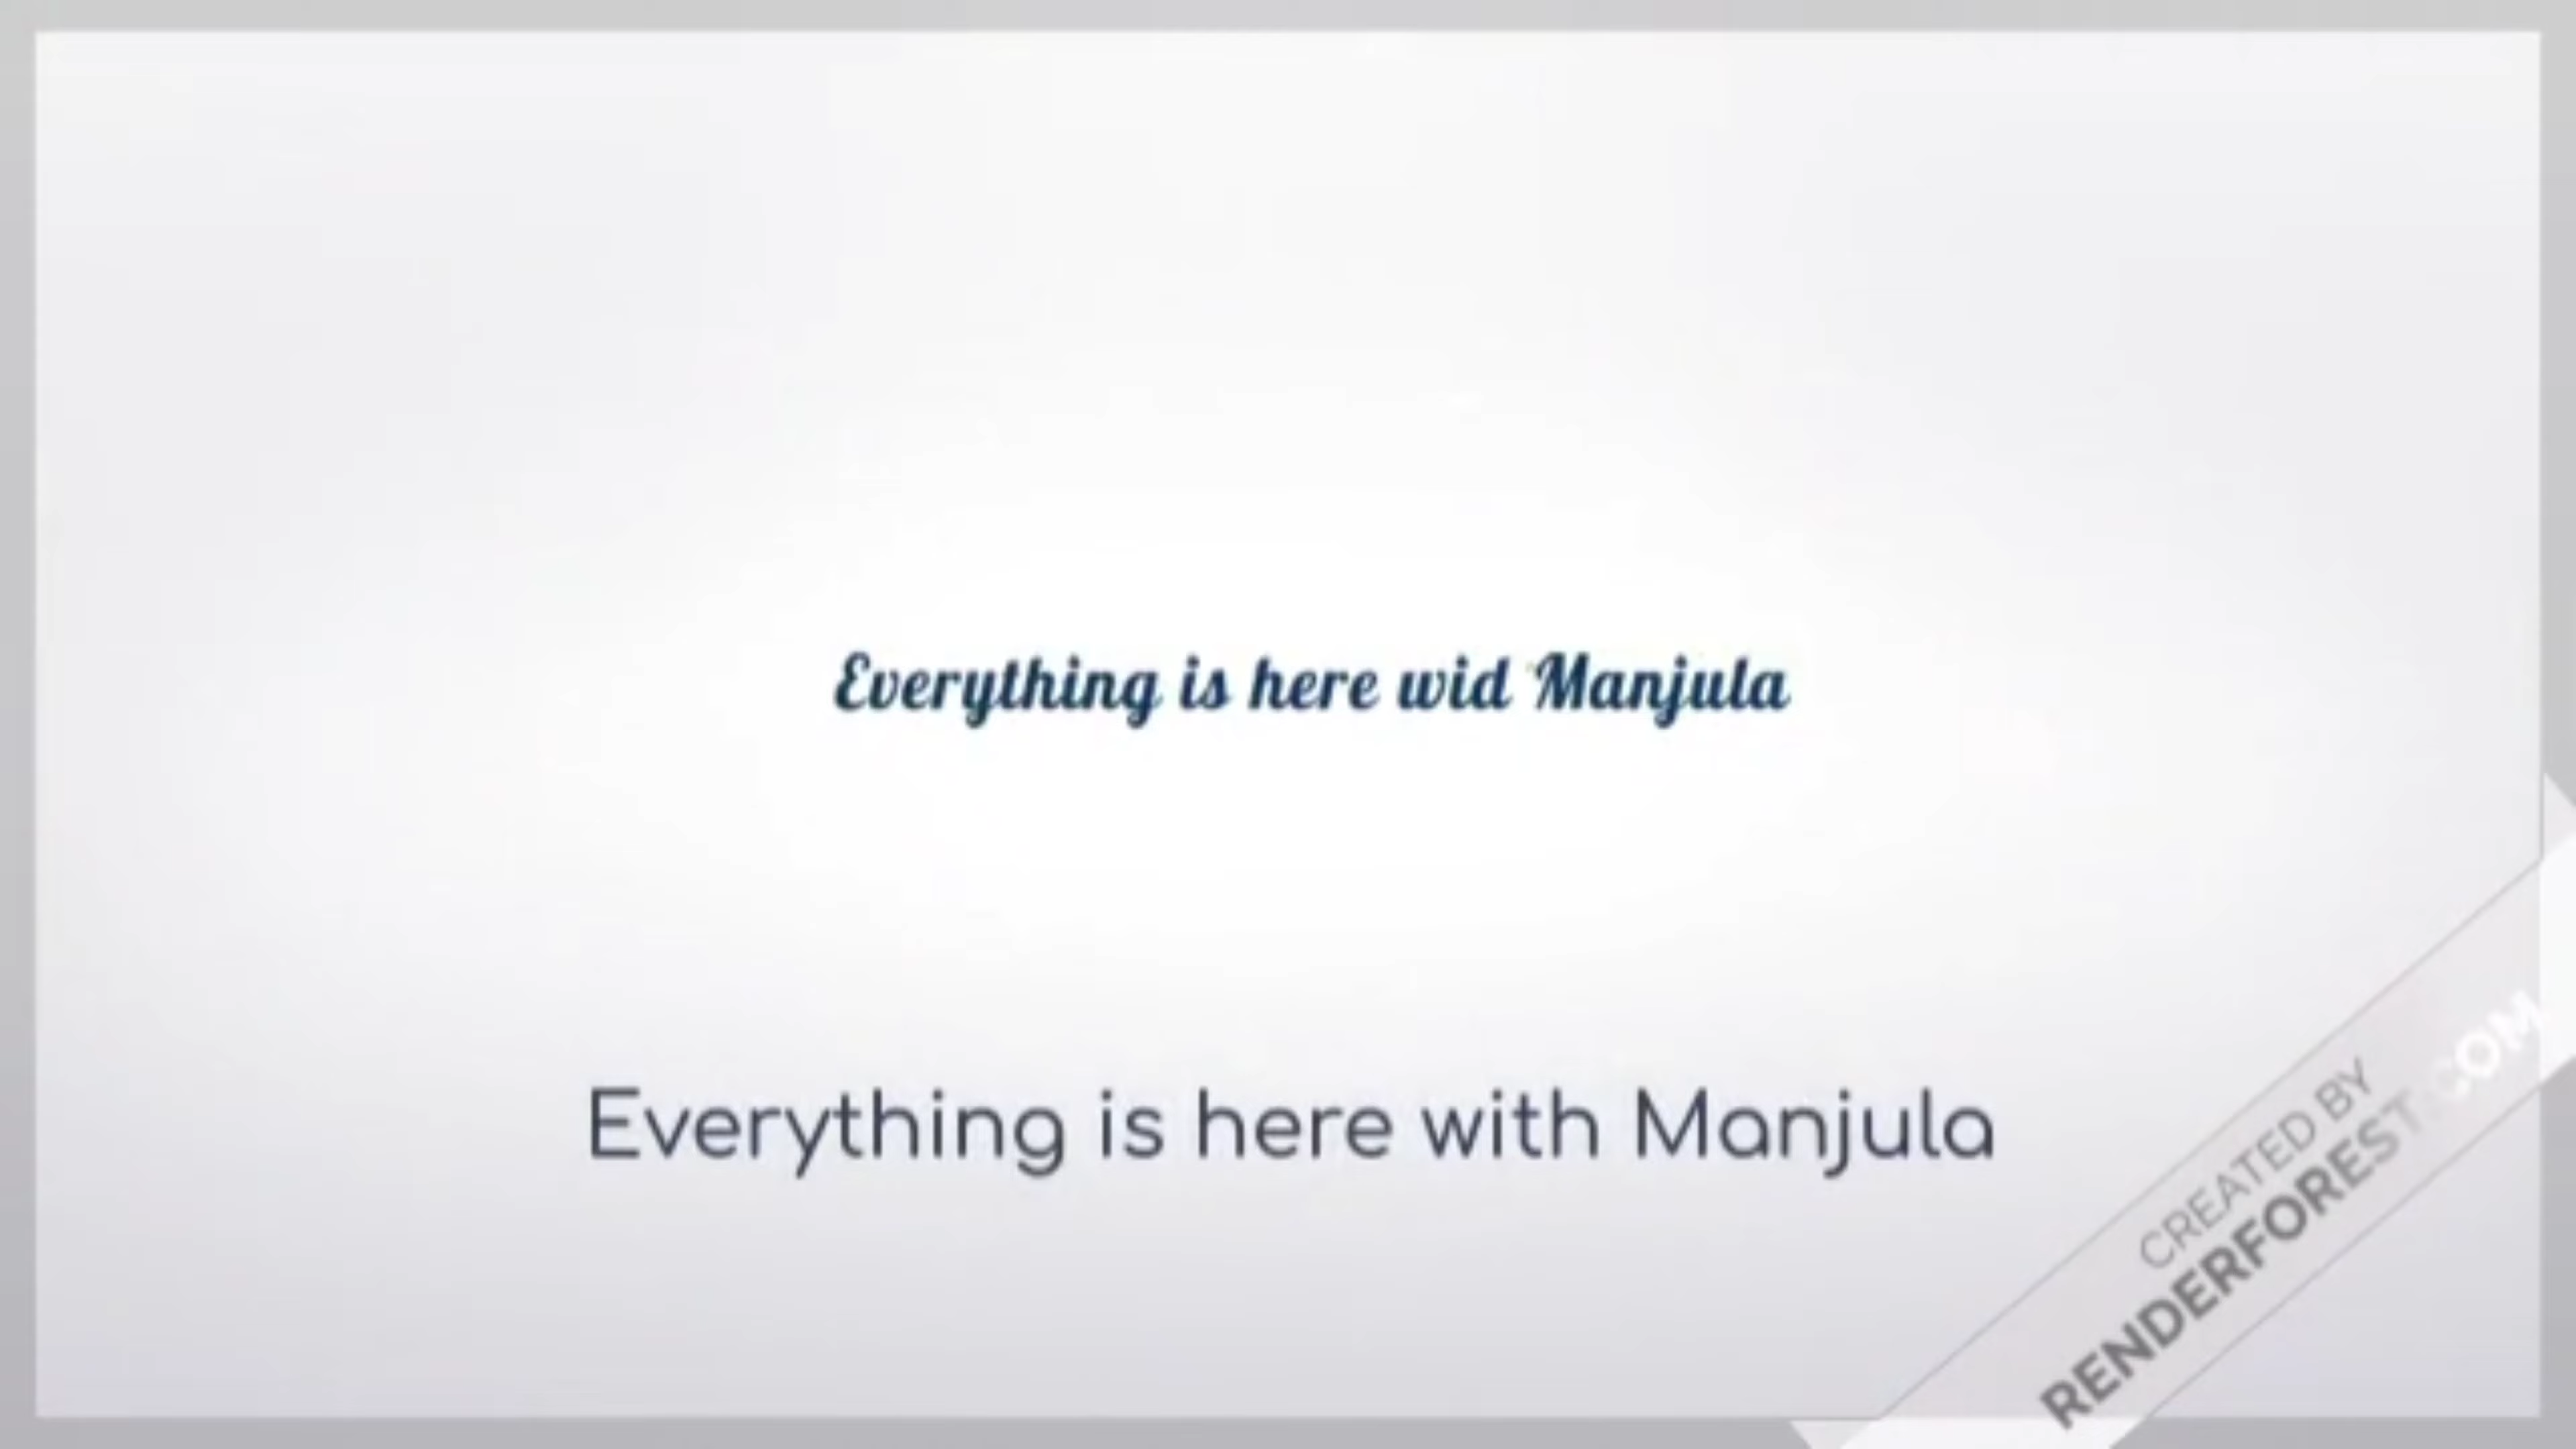 Everything is here wid Manjula
Everything is here with Manjula
CREATED BY
RENDERFOREST.COM